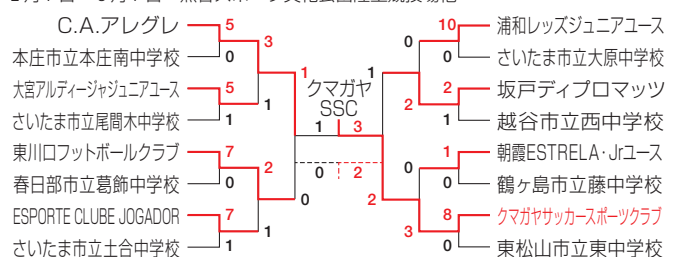 C.A.アレグレ
本庄市立本庄南中学校
大宮アルディージャジュニアユース
さいたま市立尾間木中学校
東川口フットボールクラブ
春日部市立葛飾中学校
ESPORTE CLUBE JOGADOR
さいたま市立土合中学校
5
0
5
1
7
0
7
1
3
1
2
1
1
0
クマガヤ
SSC
1 3
0 2
1
2
0
2
0
3
10
0
2
1
1
0
8
0
浦和レッズジュニアユース
さいたま市立大原中学校
坂戸ディプロマッツ
越谷市立西中学校
朝霞ESTRELA・Jrユース
鶴ヶ島市立藤中学校
クマガヤサッカースポーツクラブ
東松山市立東中学校